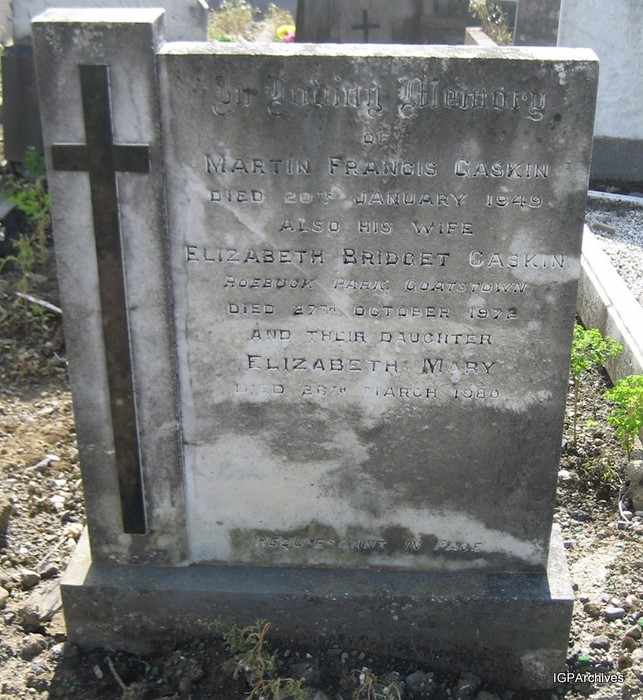 In Loving Memory
OF
MARTIN FRANCIS GASKIN
DIED 20TH JANUARY 1949
ALSO HIS WIFE
ELIZABETH BRIDGET GASKIN
ROEBUCK PARK, GOATSTOWN
DIED 27TH OCTOBER 1972
AND THEIR DAUGHTER
ELIZABETH MARY
DIED 26TH MARCH 1980
REQUIESCANT IN PACE
IGPArchives